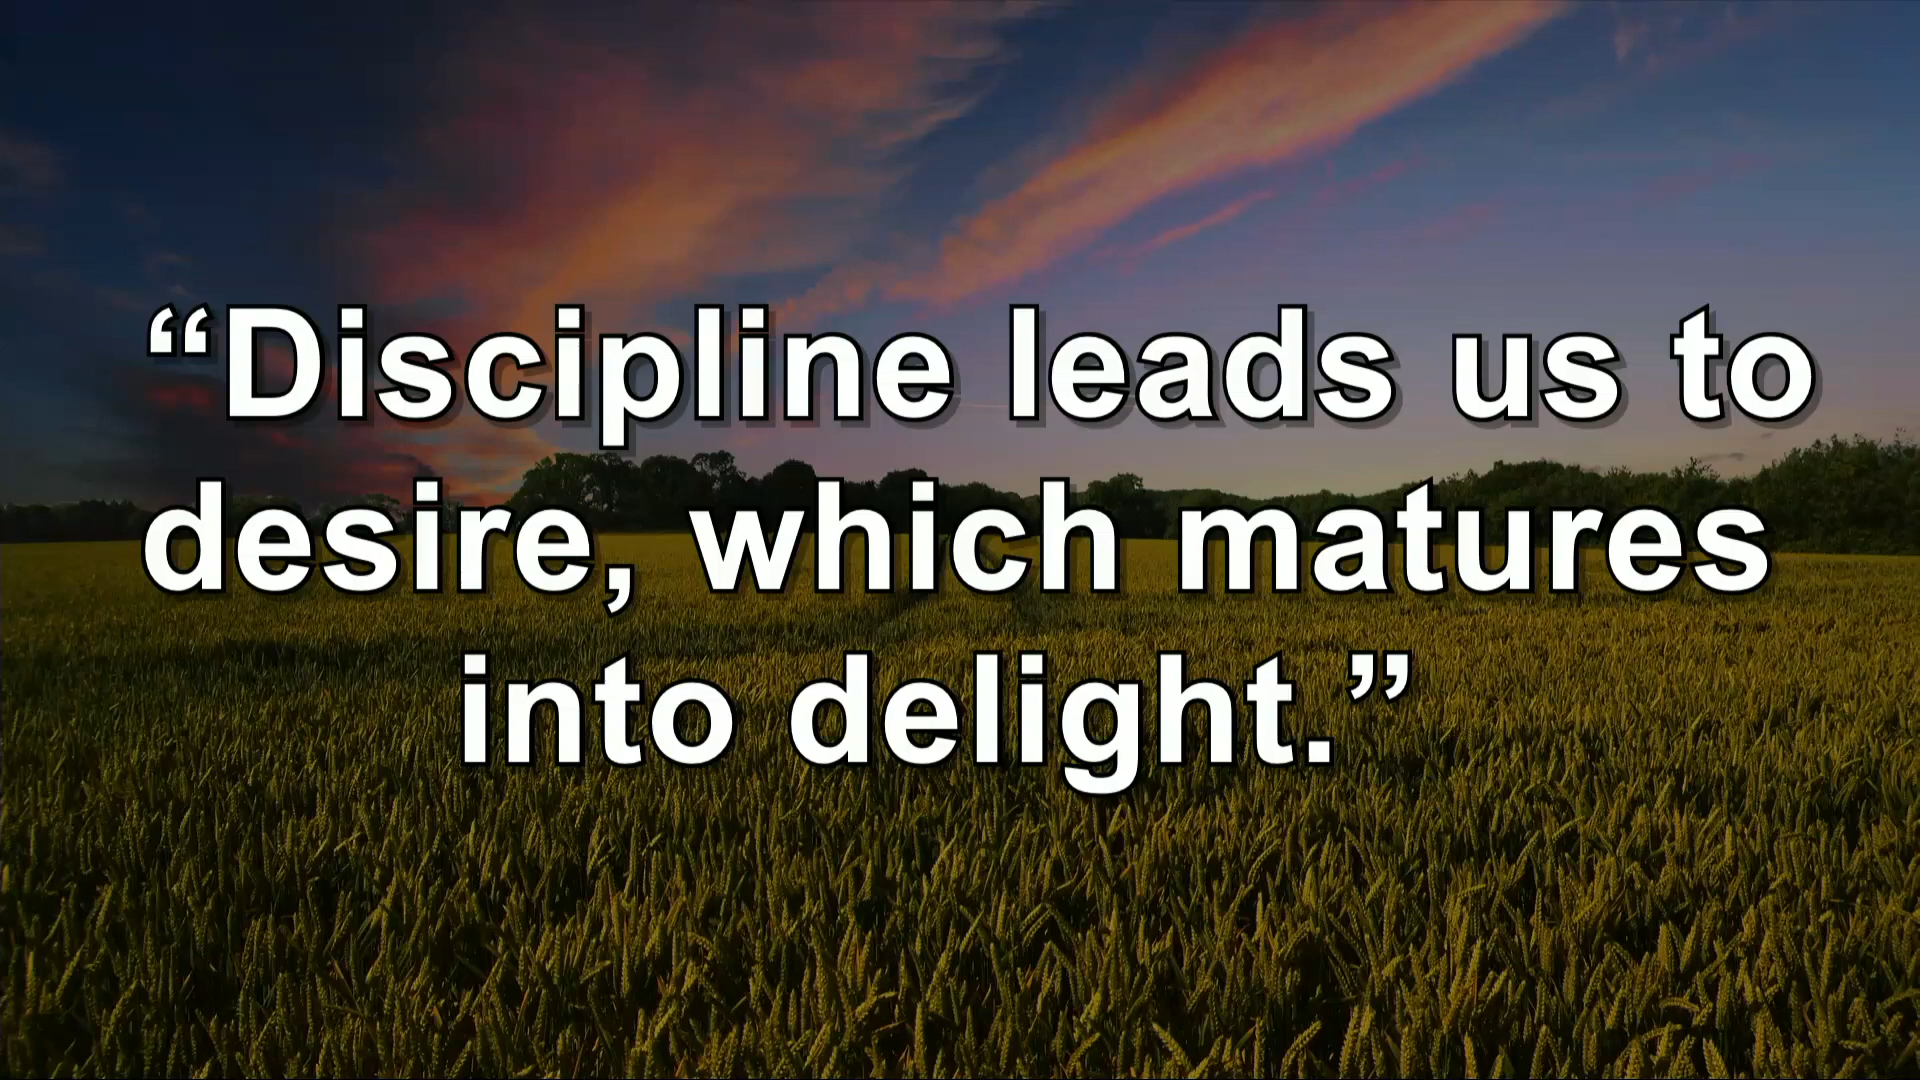 “Discipline leads us to
desire, which matures
into delight.”